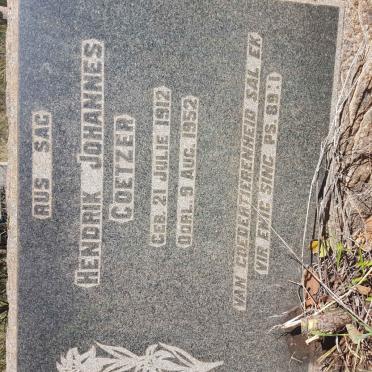 RUS SAG
HENDRIK JOHANNES
COETZER
GEB. 21 JULIE 1912
OORL. 9 AUG. 1952
VAN GOEDERTIERENHEID SAL EK
VIR EWIG SING PS. 89:1